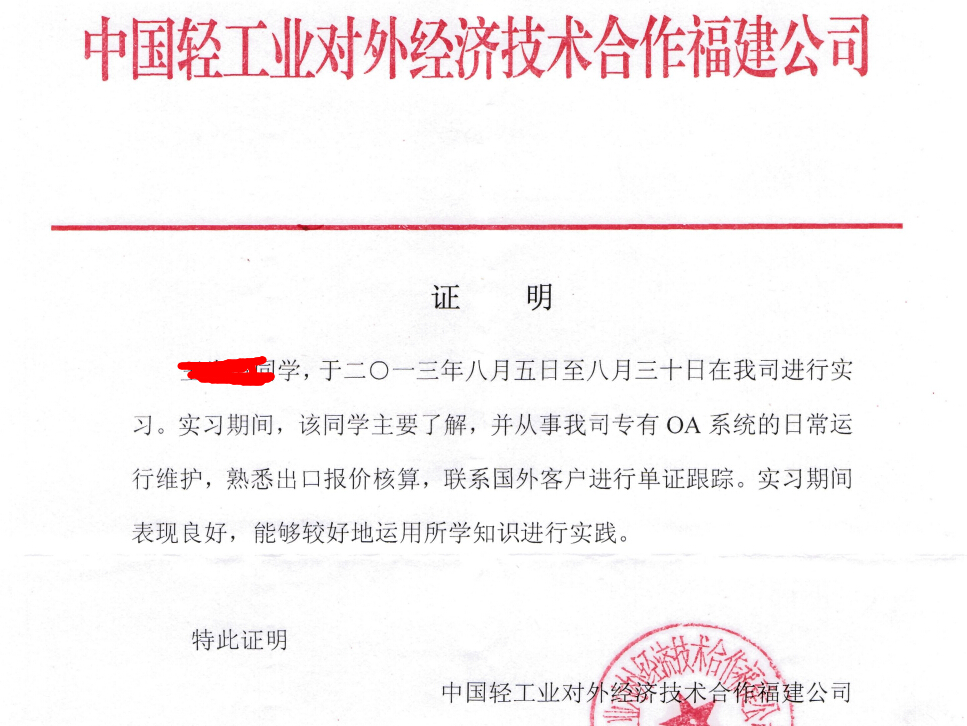 中国轻工业对外经济技术合作福建公司
证 明
同学，于二〇一三年八月五日至八月三十日在我司进行实
习。实习期间，该同学主要了解，并从事我司专有 OA 系统的日常运
行维护，熟悉出口报价核算，联系国外客户进行单证跟踪。实习期间
表现良好，能够较好地运用所学知识进行实践。
特此证明
业对外经济技术合作福建公
中国轻工业对外经济技术合作福建公司